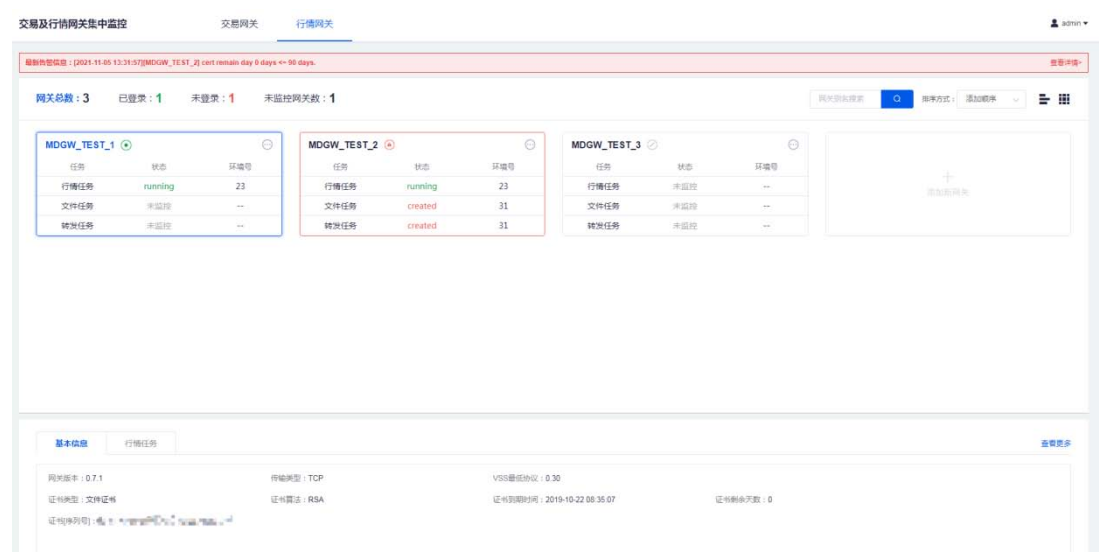 交易及行情网关集中监控 交易网关 行情网关 admin
最新告警信息：[2021-11-05 13:31:57][MDGW_TEST_2] cert remain day 0 days <= 90 days. 查看详情>
网关总数：3 已登录：1 未登录：1 未监控网关数：1 网关别名搜索 排序方式： 添加顺序
MDGW_TEST_1 MDGW_TEST_2 MDGW_TEST_3
任务 状态 环境号 任务 状态 环境号 任务 状态 环境号
行情任务 running 23 行情任务 running 23 行情任务 未监控 --
文件任务 未监控 -- 文件任务 created 31 文件任务 未监控 --
转发任务 未监控 -- 转发任务 created 31 转发任务 未监控 --
添加新网关
基本信息 行情任务 查看更多
网关版本：0.7.1 传输类型：TCP VSS最低协议：0.30
证书类型：文件证书 证书算法：RSA 证书到期时间：2019-10-22 08:35:07 证书剩余天数：0
证书[序列号]：